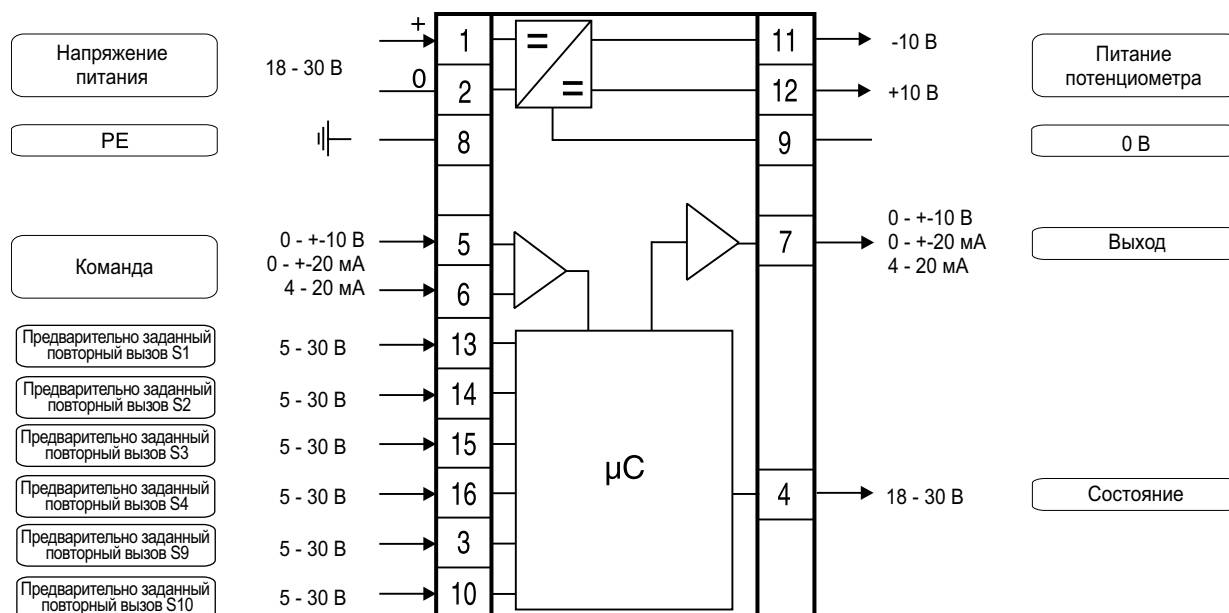 Напряжение
питания
18 - 30 В
+
1
0
2
=
=
11
-10 В
12
+10 В
Питание
потенциометра
PE
8
9
0 В
Команда
0 - +-10 В
0 - +-20 мА
4 - 20 мА
5
6
7
0 - +-10 В
0 - +-20 мА
4 - 20 мА
Выход
Предварительно заданный
повторный вызов S1
5 - 30 В
13
Предварительно заданный
повторный вызов S2
5 - 30 В
14
Предварительно заданный
повторный вызов S3
5 - 30 В
15
µC
Предварительно заданный
повторный вызов S4
5 - 30 В
16
4
18 - 30 В
Состояние
Предварительно заданный
повторный вызов S9
5 - 30 В
3
Предварительно заданный
повторный вызов S10
5 - 30 В
10